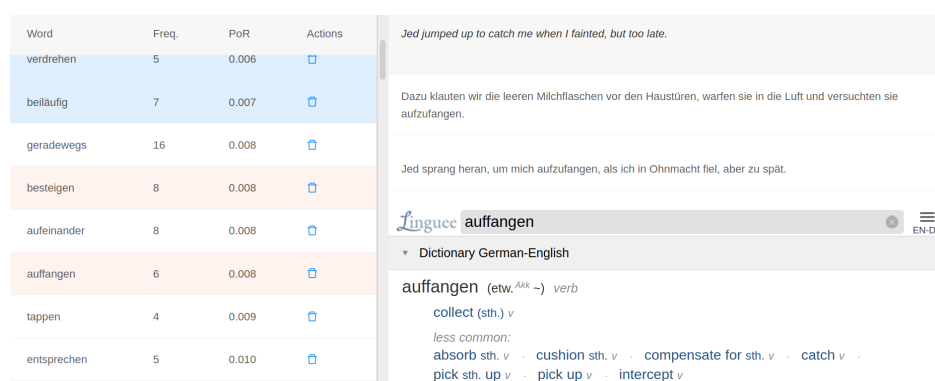 Word Freq. PoR Actions
verdrehen 5 0.006
beiläufig 7 0.007
geradewegs 16 0.008
besteigen 8 0.008
aufeinander 8 0.008
auffangen 6 0.008
tappen 4 0.009
entsprechen 5 0.010
Jed jumped up to catch me when I fainted, but too late.
Dazu klauten wir die leeren Milchflaschen vor den Haustüren, warfen sie in die Luft und versuchten sie
aufzufangen.
Jed sprang heran, um mich aufzufangen, als ich in Ohnmacht fiel, aber zu spät.
Linguee auffangen
EN-D
▼ Dictionary German-English
auffangen (etw. Akk ~) verb
collect (sth.) v
less common:
absorb sth. v · cushion sth. v · compensate for sth. v · catch v ·
pick sth. up v · pick up v · intercept v